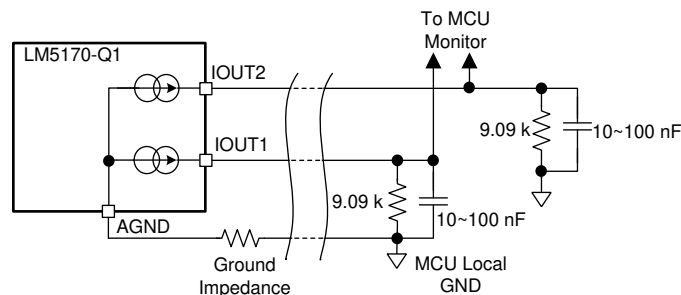 To MCU
Monitor
LM5170-Q1
IOUT2
9.09 k
10~100 nF
IOUT1
9.09 k
10~100 nF
AGND
Ground
Impedance
MCU Local
GND